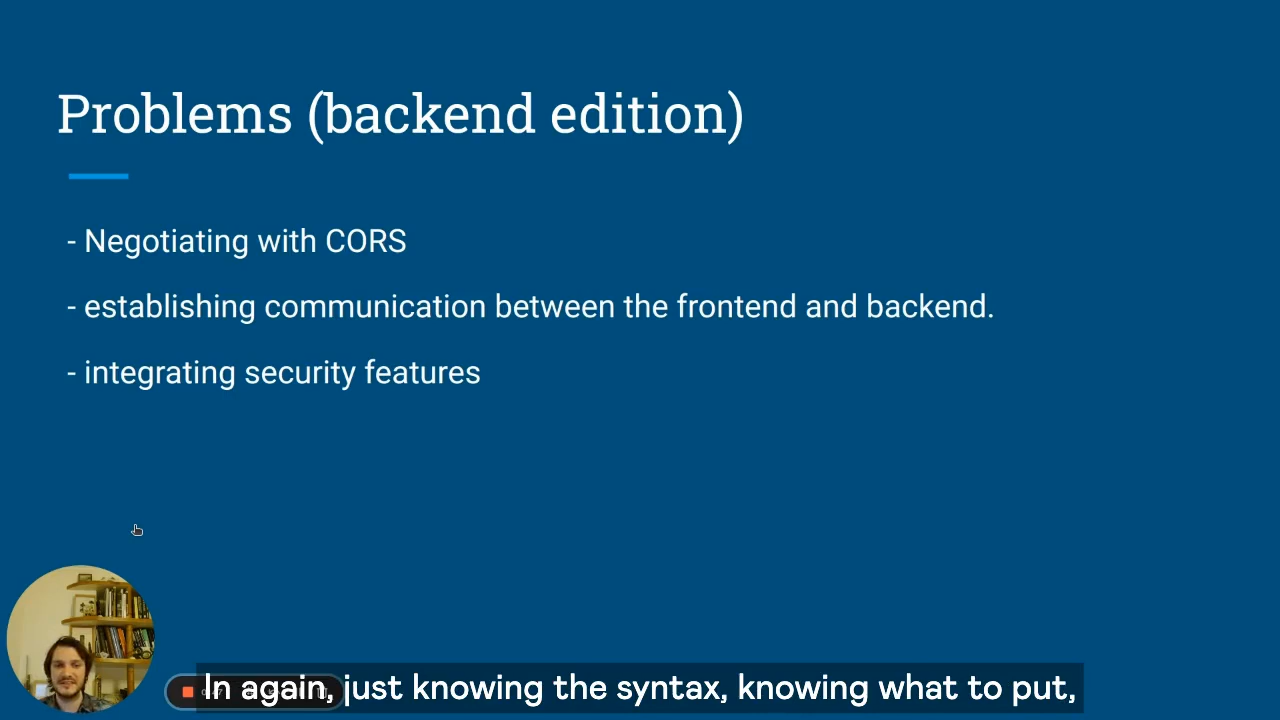 Problems (backend edition)
- Negotiating with CORS
- establishing communication between the frontend and backend.
- integrating security features
In again, just knowing the syntax, knowing what to put,